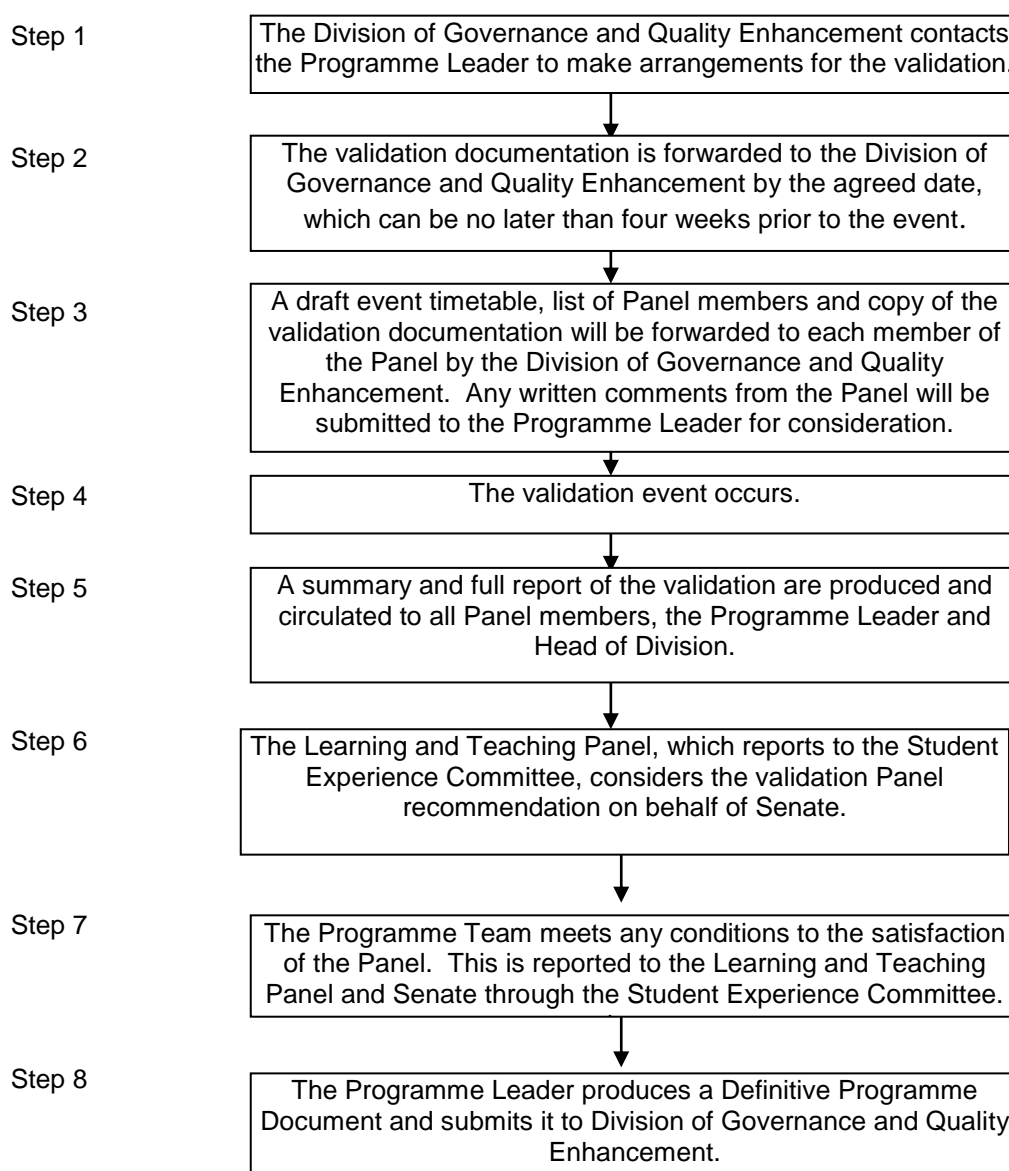 Step 1
The Division of Governance and Quality Enhancement contacts
the Programme Leader to make arrangements for the validation.
Step 2
The validation documentation is forwarded to the Division of
Governance and Quality Enhancement by the agreed date,
which can be no later than four weeks prior to the event.
Step 3
A draft event timetable, list of Panel members and copy of the
validation documentation will be forwarded to each member of
the Panel by the Division of Governance and Quality
Enhancement.  Any written comments from the Panel will be
submitted to the Programme Leader for consideration.
Step 4
The validation event occurs.
Step 5
A summary and full report of the validation are produced and
circulated to all Panel members, the Programme Leader and
Head of Division.
Step 6
The Learning and Teaching Panel, which reports to the Student
Experience Committee, considers the validation Panel
recommendation on behalf of Senate.
Step 7
The Programme Team meets any conditions to the satisfaction
of the Panel.  This is reported to the Learning and Teaching
Panel and Senate through the Student Experience Committee.
Step 8
The Programme Leader produces a Definitive Programme
Document and submits it to Division of Governance and Quality
Enhancement.